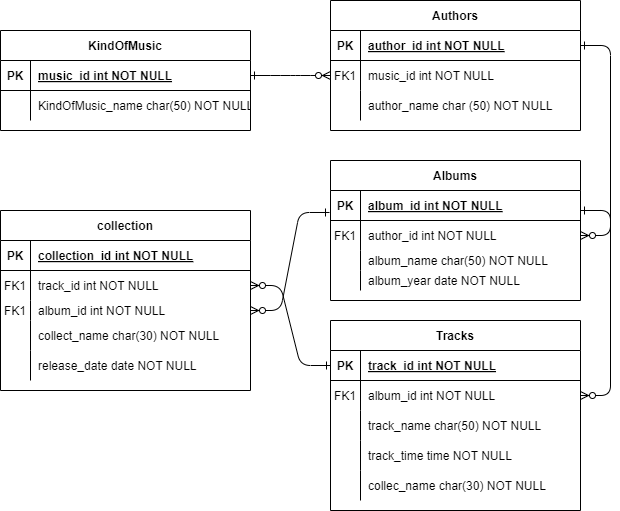 KindOfMusic
PK music_id int NOT NULL
KindOfMusic_name char(50) NOT NULL
Authors
PK author_id int NOT NULL
FK1 music_id int NOT NULL
author_name char (50) NOT NULL
Albums
PK album_id int NOT NULL
FK1 author_id int NOT NULL
album_name char(50) NOT NULL
album_year date NOT NULL
collection
PK collection_id int NOT NULL
FK1 track_id int NOT NULL
FK1 album_id int NOT NULL
collect_name char(30) NOT NULL
release_date date NOT NULL
Tracks
PK track_id int NOT NULL
FK1 album_id int NOT NULL
track_name char(50) NOT NULL
track_time time NOT NULL
collec_name char(30) NOT NULL